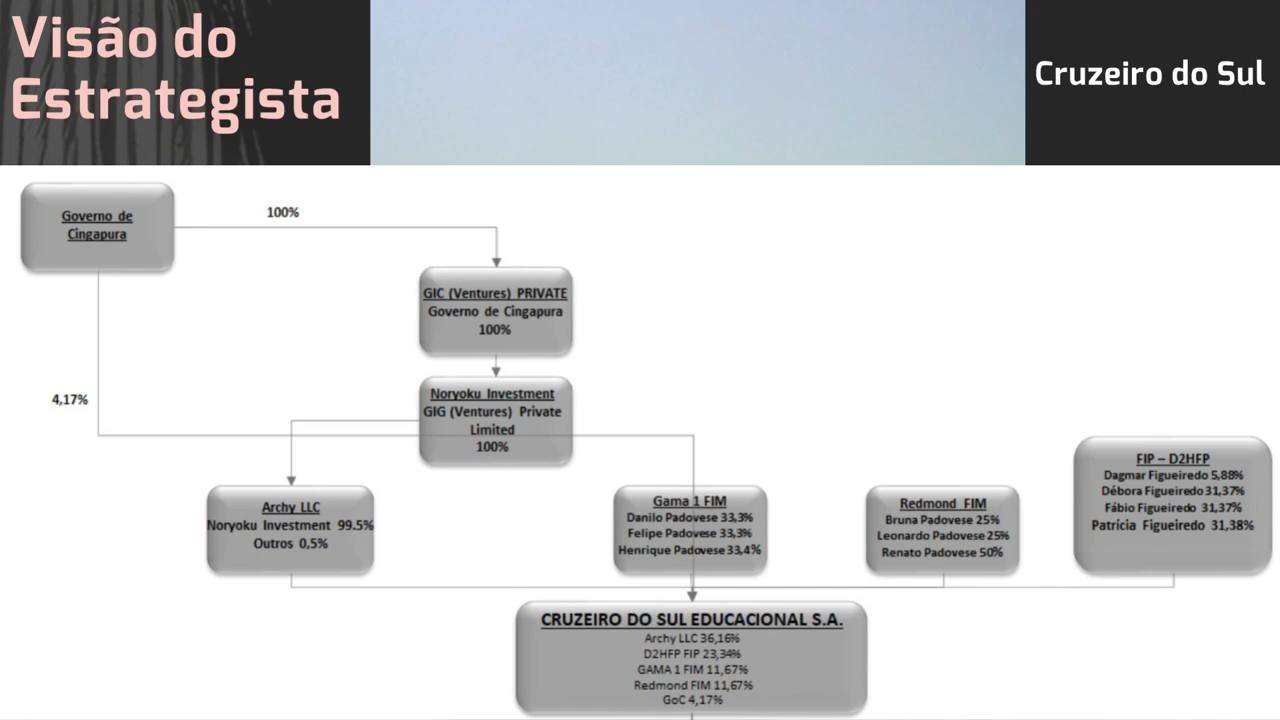 Visão do
Estrategista
Cruzeiro do Sul
Governo de
Cingapura
100%
GIC (Ventures) PRIVATE
Governo de Cingapura
100%
4,17%
Noryoku Investment
GIG (Ventures) Private
Limited
100%
Archy LLC
Noryoku Investment 99.5%
Outros 0,5%
Gama 1 FIM
Danilo Padovese 33,3%
Felipe Padovese 33,3%
Henrique Padovese 33,4%
Redmond FIM
Bruna Padovese 25%
Leonardo Padovese 25%
Renato Padovese 50%
FIP – D2HFP
Dagmar Figueiredo 5,88%
Débora Figueiredo 31,37%
Fábio Figueiredo 31,37%
Patrícia Figueiredo 31,38%
CRUZEIRO DO SUL EDUCACIONAL S.A.
Archy LLC 36,16%
D2HFP FIP 23,34%
GAMA 1 FIM 11,67%
Redmond FIM 11,67%
GoC 4,17%